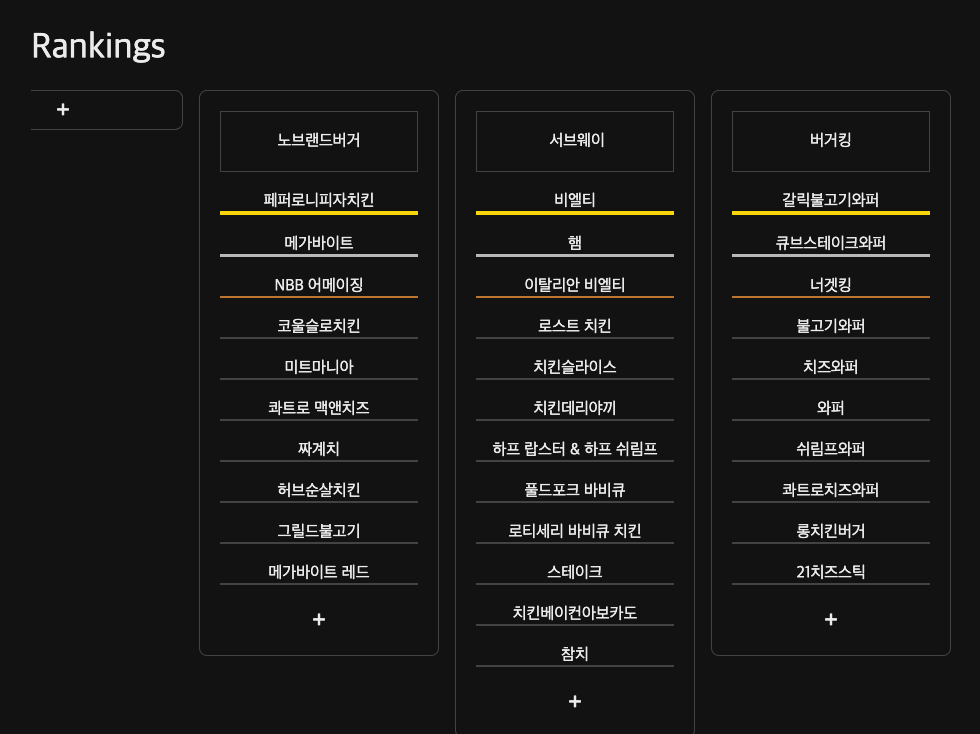 Rankings
+
노브랜드버거
페퍼로니피자치킨
메가바이트
NBB 어메이징
코울슬로치킨
미트마니아
콰트로 맥앤치즈
짜계치
허브순살치킨
그릴드불고기
메가바이트 레드
+
서브웨이
비엘티
햄
이탈리안 비엘티
로스트 치킨
치킨슬라이스
치킨데리야끼
하프 랍스터 & 하프 쉬림프
풀드포크 바비큐
로티세리 바비큐 치킨
스테이크
치킨베이컨아보카도
참치
+
버거킹
갈릭불고기와퍼
큐브스테이크와퍼
너겟킹
불고기와퍼
치즈와퍼
와퍼
쉬림프와퍼
콰트로치즈와퍼
롱치킨버거
21치즈스틱
+